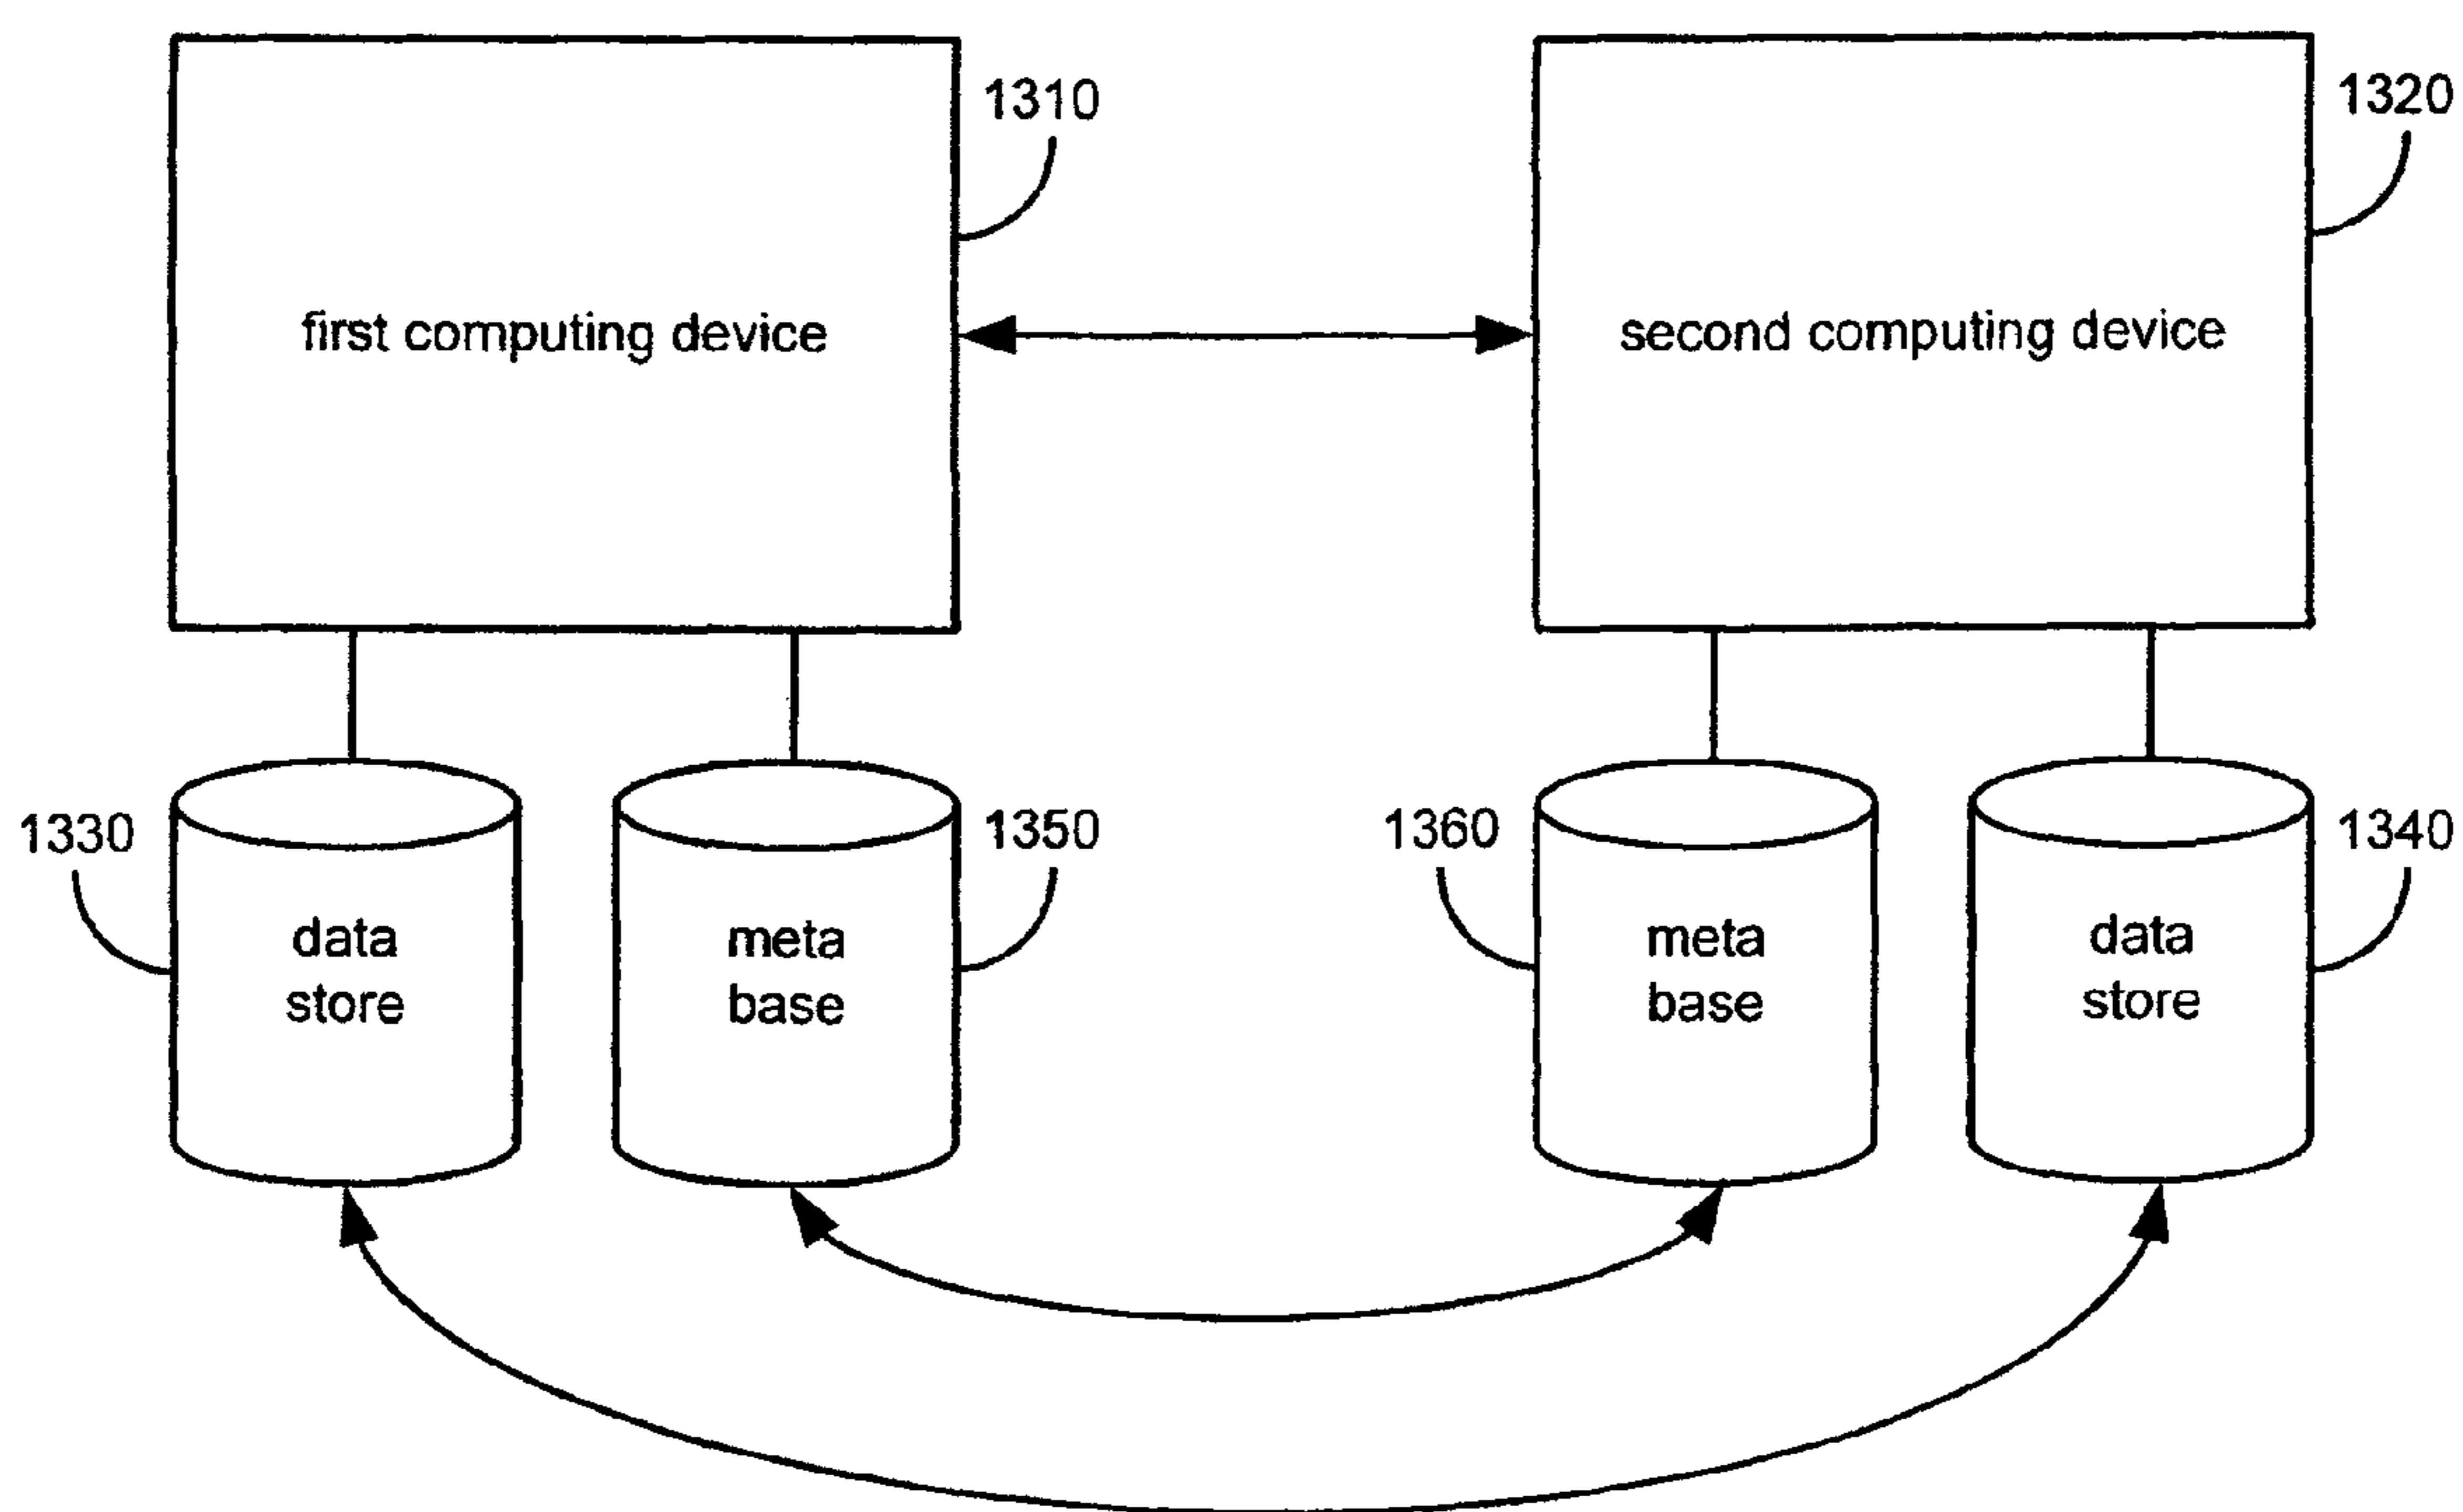 1310
1320
first computing device
second computing device
1330
1350
1360
1340
data
store
meta
base
meta
base
data
store